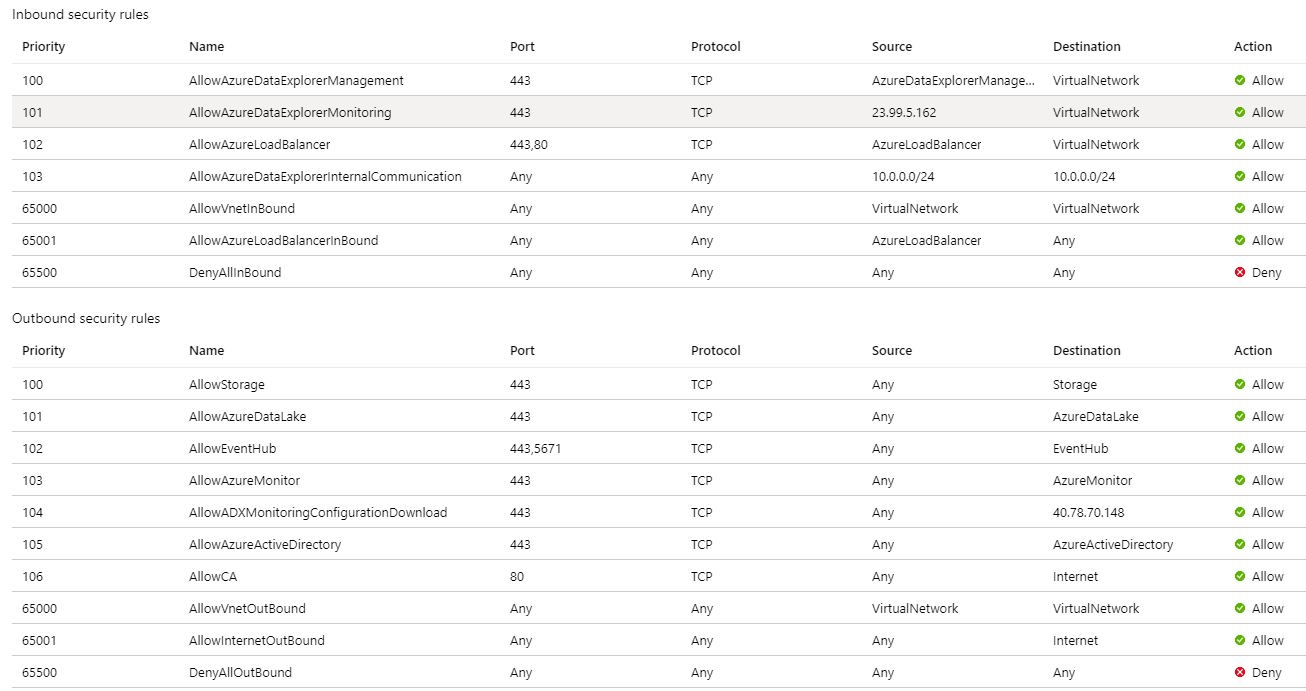 Inbound security rules
Priority Name Port Protocol Source Destination Action
100 AllowAzureDataExplorerManagement 443 TCP AzureDataExplorerManage... VirtualNetwork Allow
101 AllowAzureDataExplorerMonitoring 443 TCP 23.99.5.162 VirtualNetwork Allow
102 AllowAzureLoadBalancer 443,80 TCP AzureLoadBalancer VirtualNetwork Allow
103 AllowAzureDataExplorerInternalCommunication Any Any 10.0.0.0/24 10.0.0.0/24 Allow
65000 AllowVnetInBound Any Any VirtualNetwork VirtualNetwork Allow
65001 AllowAzureLoadBalancerInBound Any Any AzureLoadBalancer Any Allow
65500 DenyAllInBound Any Any Any Any Deny
Outbound security rules
Priority Name Port Protocol Source Destination Action
100 AllowStorage 443 TCP Any Storage Allow
101 AllowAzureDataLake 443 TCP Any AzureDataLake Allow
102 AllowEventHub 443,5671 TCP Any EventHub Allow
103 AllowAzureMonitor 443 TCP Any AzureMonitor Allow
104 AllowADXMonitoringConfigurationDownload 443 TCP Any 40.78.70.148 Allow
105 AllowAzureActiveDirectory 443 TCP Any AzureActiveDirectory Allow
106 AllowCA 80 TCP Any Internet Allow
65000 AllowVnetOutBound Any Any VirtualNetwork VirtualNetwork Allow
65001 AllowInternetOutBound Any Any Any Internet Allow
65500 DenyAllOutBound Any Any Any Any Deny